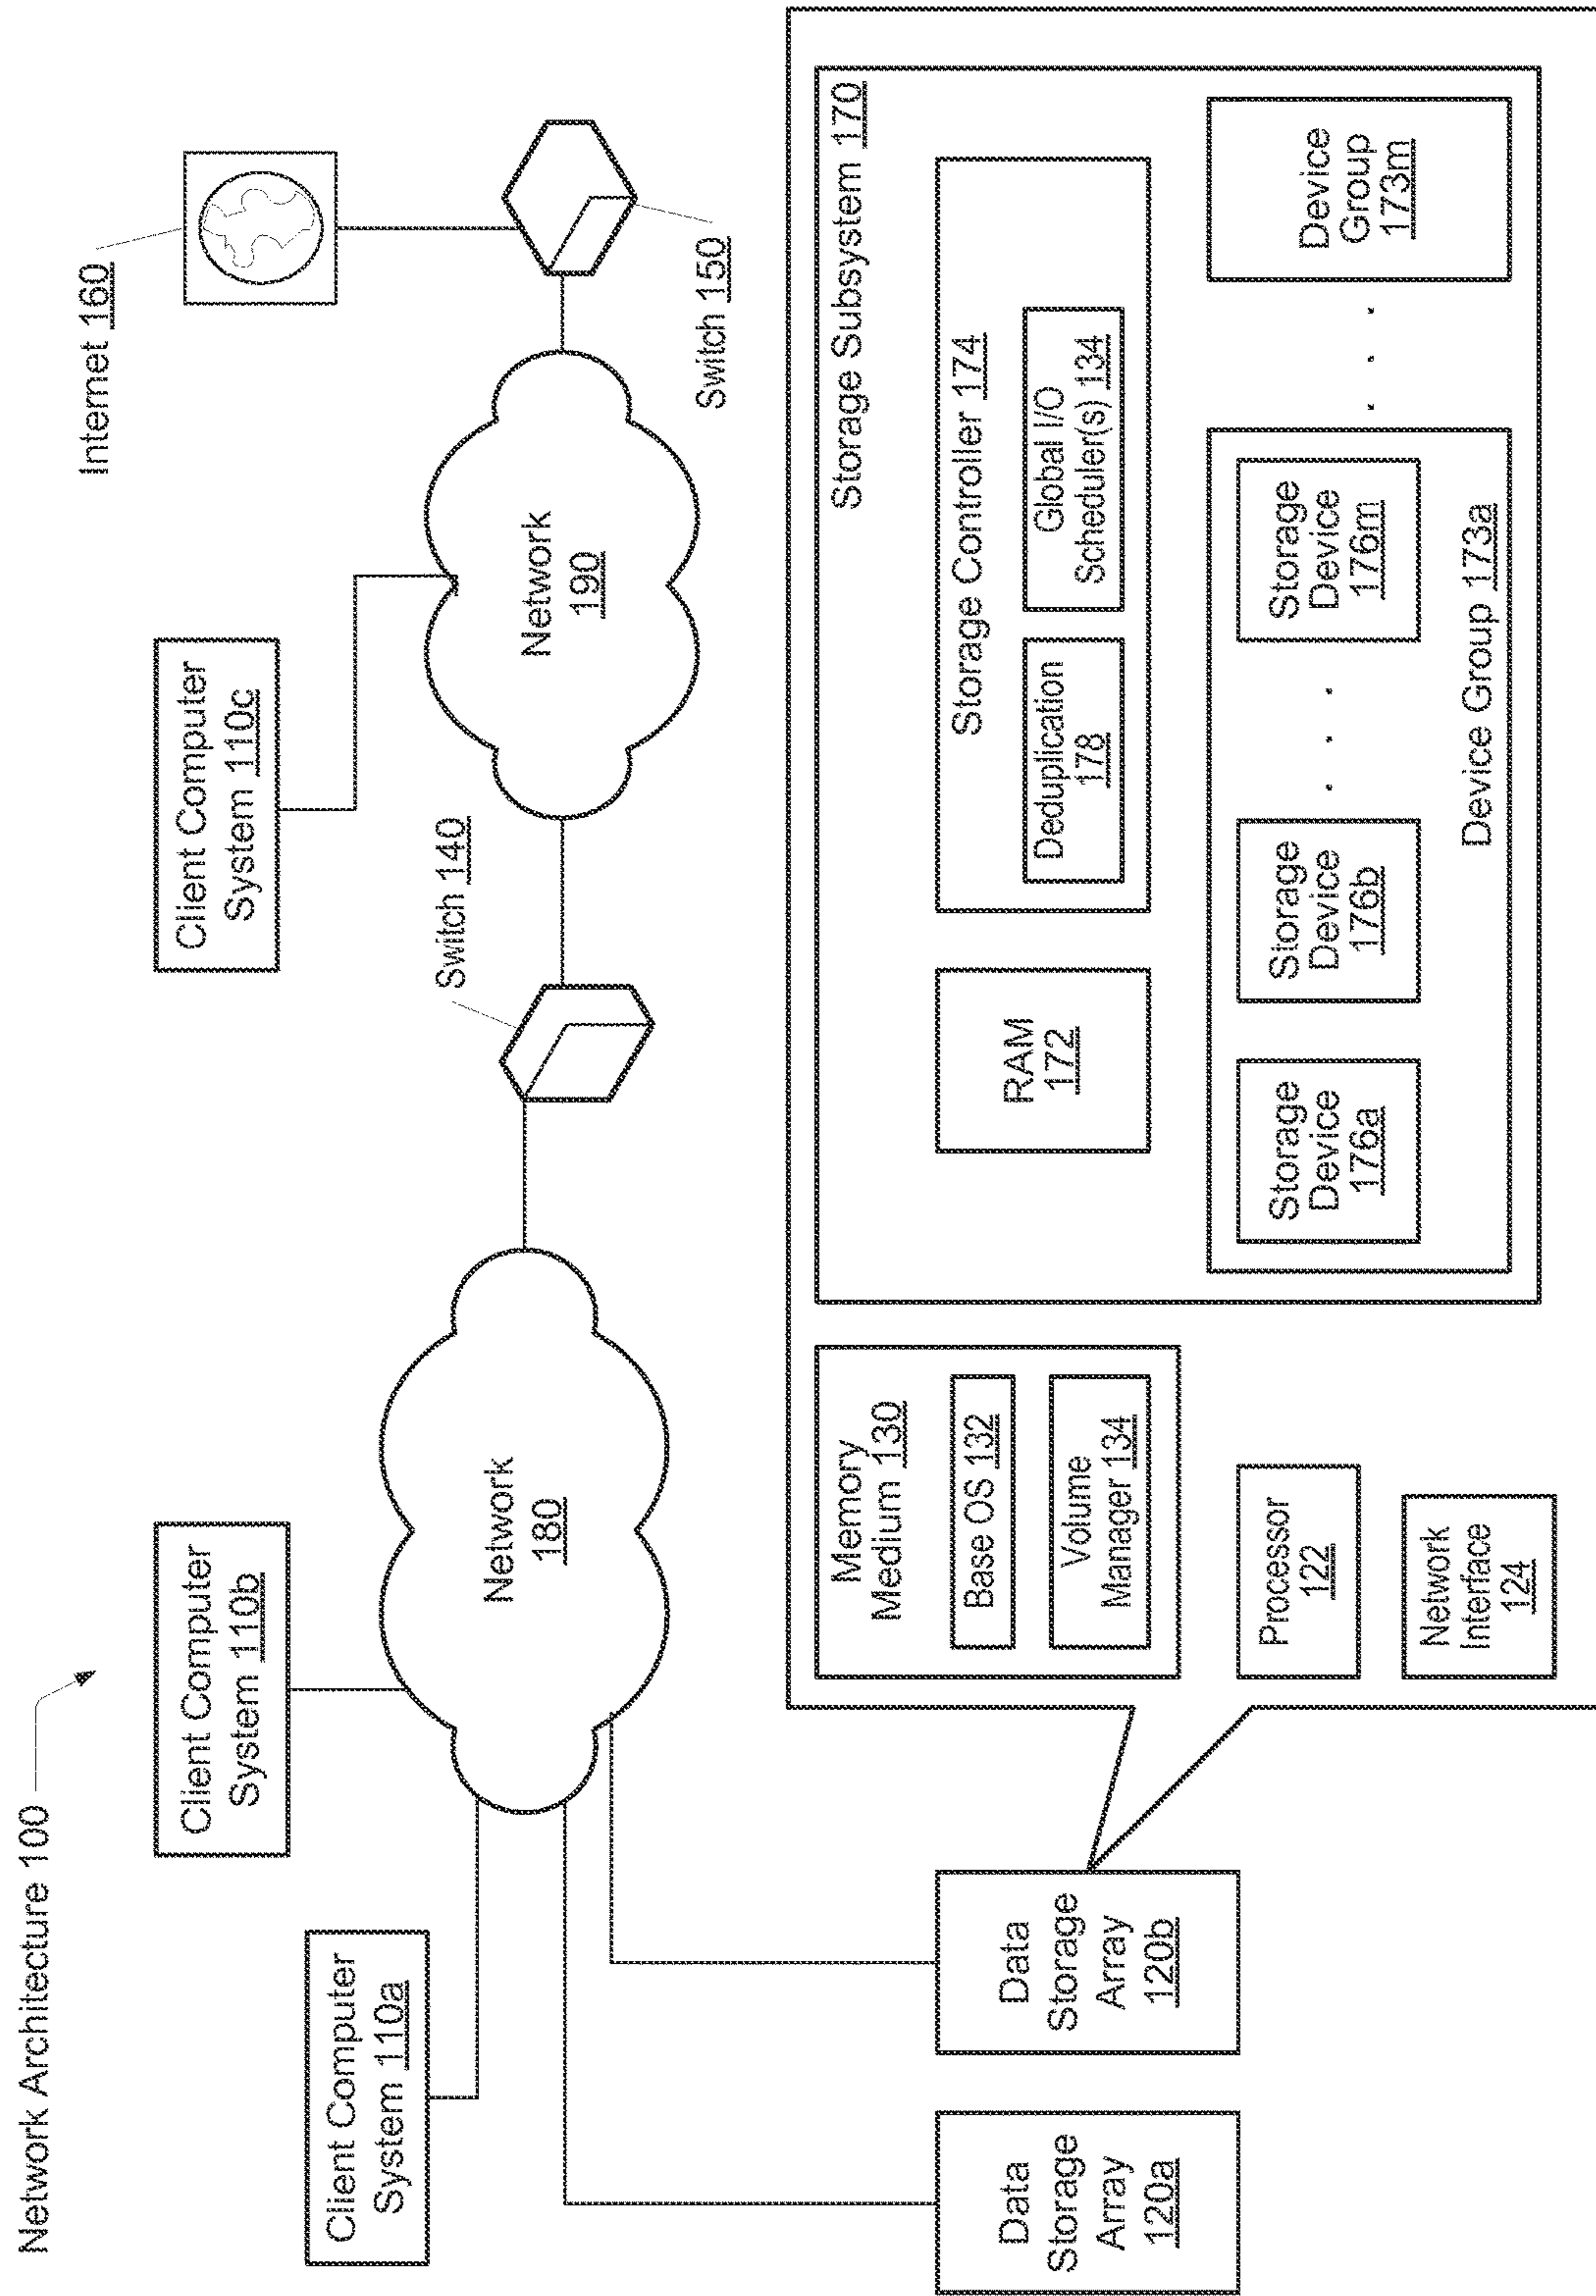 Network Architecture 100
Internet 160
Client Computer
System 110c
Client Computer
System 110b
Client Computer
System 110a
Switch 140
Network
190
Switch 150
Network
180
Data
Storage
Array
120a
Data
Storage
Array
120b
Memory
Medium 130
Base OS 132
Volume
Manager 134
Processor
122
Network
Interface
124
Storage Subsystem 170
RAM
172
Storage Controller 174
Deduplication
178
Global I/O
Scheduler(s) 134
Storage
Device
176a
Storage
Device
176b
. . .
Storage
Device
176m
Device Group 173a
. . .
Device
Group
173m